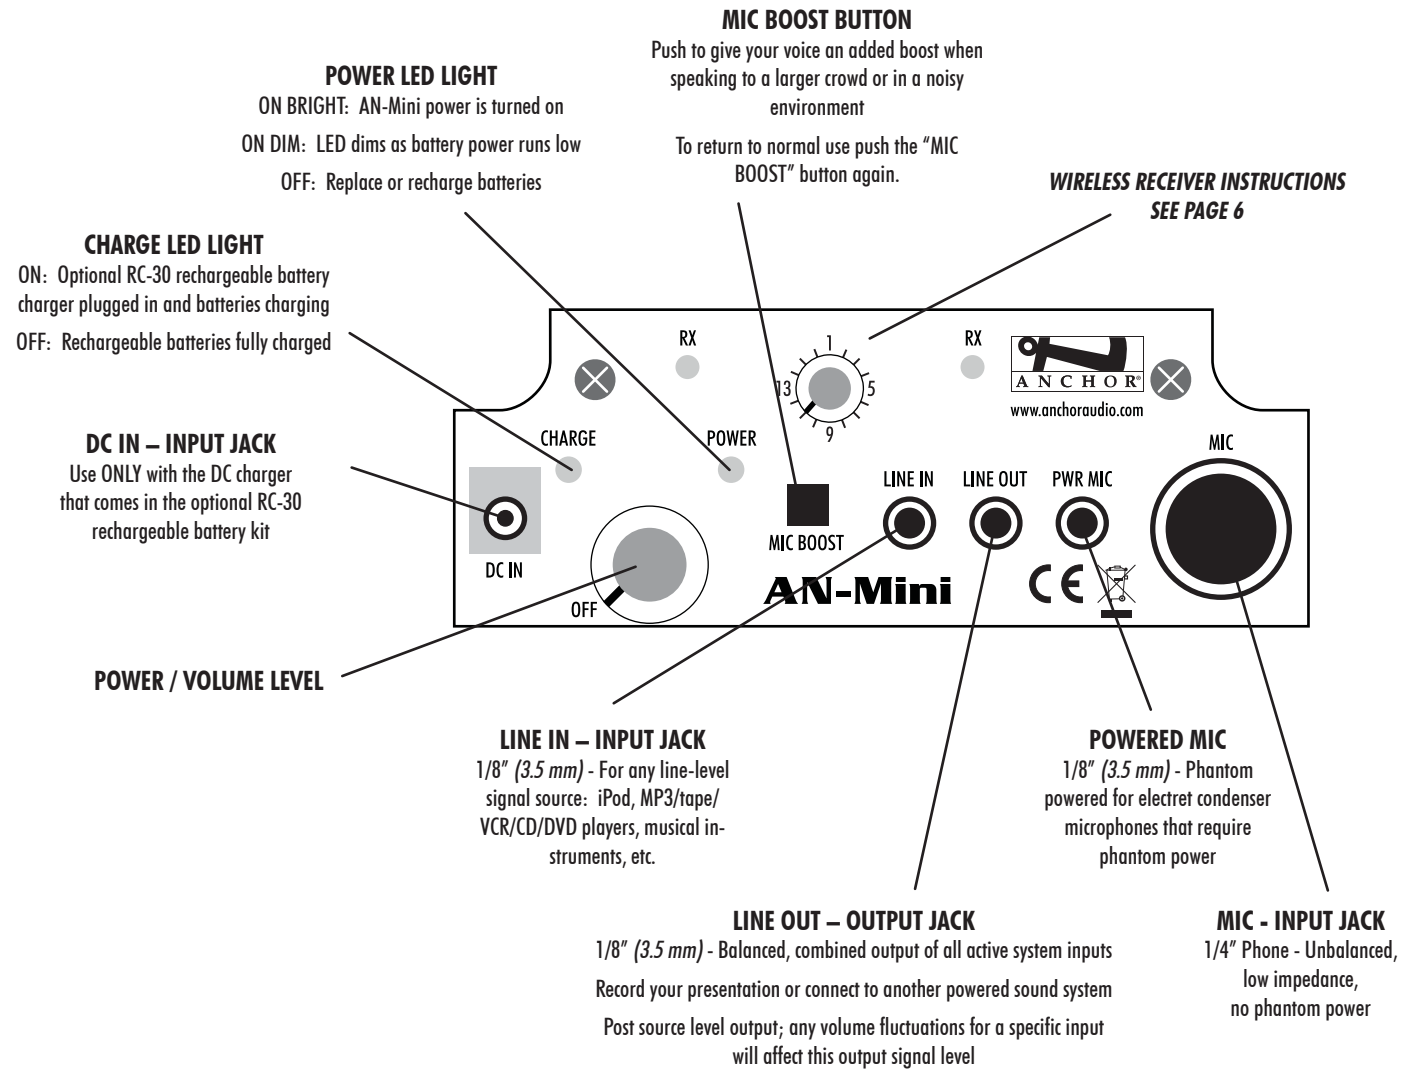 MIC BOOST BUTTON
Push to give your voice an added boost when
speaking to a larger crowd or in a noisy
environment
To return to normal use push the “MIC
BOOST” button again.
POWER LED LIGHT
ON BRIGHT: AN-Mini power is turned on
ON DIM: LED dims as battery power runs low
OFF: Replace or recharge batteries
WIRELESS RECEIVER INSTRUCTIONS
SEE PAGE 6
CHARGE LED LIGHT
ON: Optional RC-30 rechargeable battery
charger plugged in and batteries charging
OFF: Rechargeable batteries fully charged
DC IN – INPUT JACK
Use ONLY with the DC charger
that comes in the optional RC-30
rechargeable battery kit
RX
1
13
5
9
RX
ANCHOR®
www.anchoraudio.com
CHARGE
POWER
MIC
LINE IN
LINE OUT
PWR MIC
MIC BOOST
DC IN
OFF
AN-Mini
CE
POWER / VOLUME LEVEL
LINE IN – INPUT JACK
1/8” (3.5 mm) - For any line-level
signal source: iPod, MP3/tape/
VCR/CD/DVD players, musical in-
struments, etc.
POWERED MIC
1/8” (3.5 mm) - Phantom
powered for electret condenser
microphones that require
phantom power
LINE OUT – OUTPUT JACK
1/8” (3.5 mm) - Balanced, combined output of all active system inputs
Record your presentation or connect to another powered sound system
Post source level output; any volume fluctuations for a specific input
will affect this output signal level
MIC - INPUT JACK
1/4” Phone - Unbalanced,
low impedance,
no phantom power